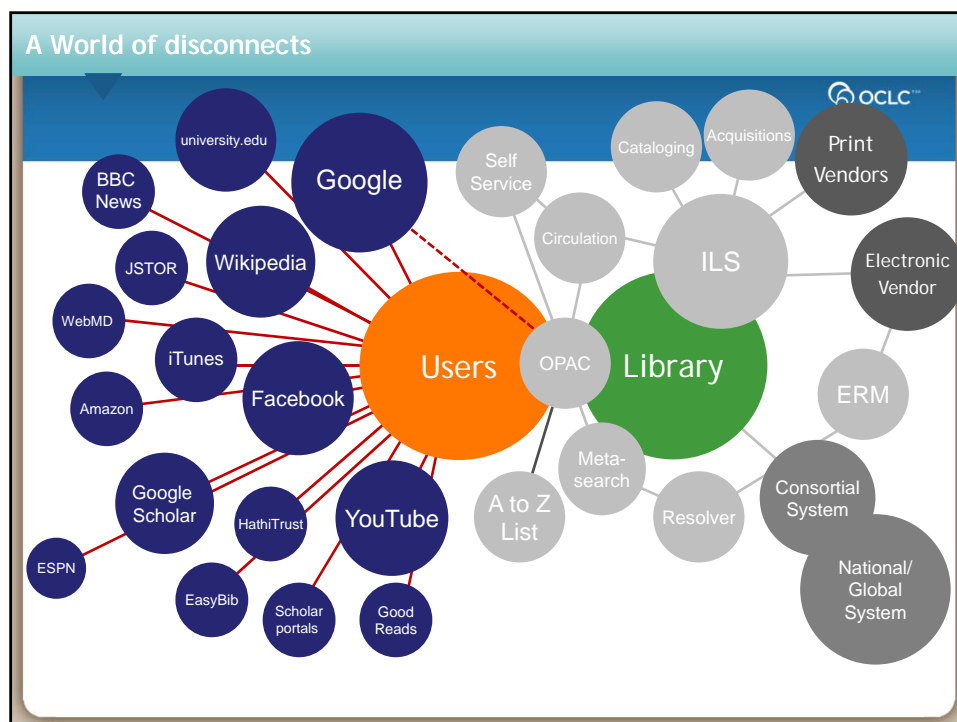 A World of disconnects
OCLC
university.edu
Google
BBC
News
Wikipedia
JSTOR
WebMD
iTunes
Facebook
Amazon
Google
Scholar
HathiTrust
YouTube
ESPN
EasyBib
Scholar
portals
Good
Reads
Users
OPAC
Library
Self
Service
Circulation
Cataloging
Acquisitions
Print
Vendors
ILS
Electronic
Vendor
ERM
Meta-
search
A to Z
List
Resolver
Consortial
System
National/
Global
System